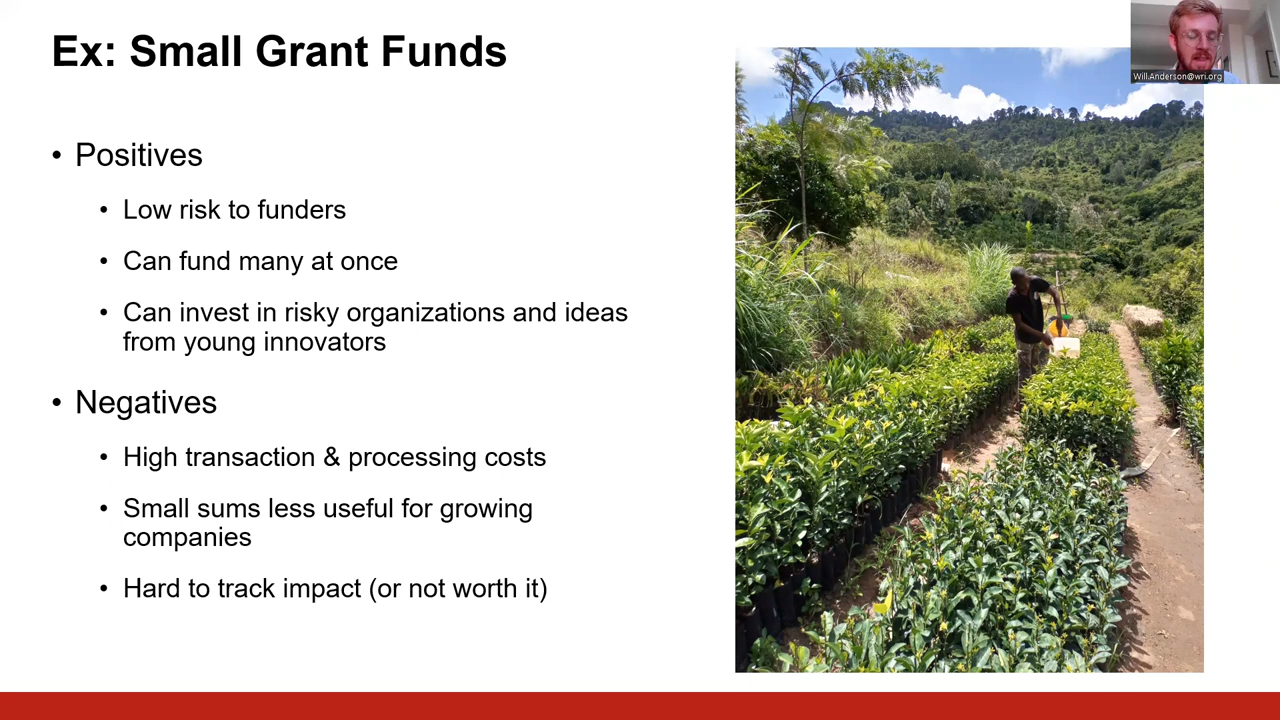 Ex: Small Grant Funds
Will.Anderson@wri.org
• Positives
• Low risk to funders
• Can fund many at once
• Can invest in risky organizations and ideas
from young innovators
• Negatives
• High transaction & processing costs
• Small sums less useful for growing
companies
• Hard to track impact (or not worth it)